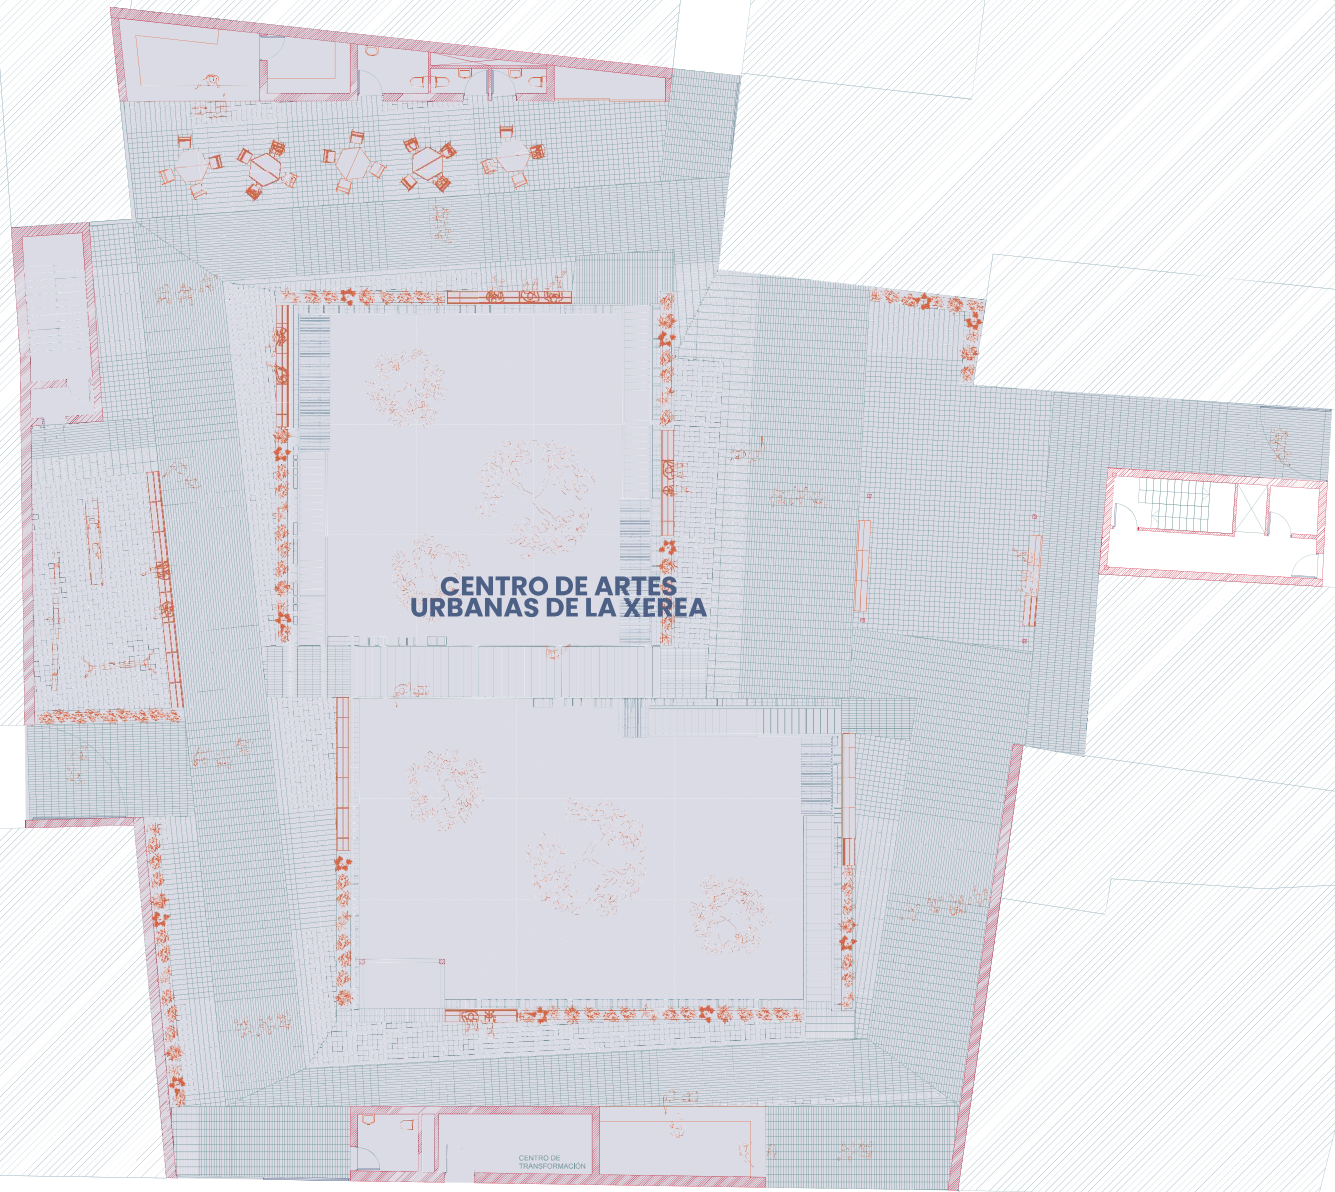 CENTRO DE ARTES
URBANAS DE LA XEREA
CENTRO DE
TRANSFORMACIÓN